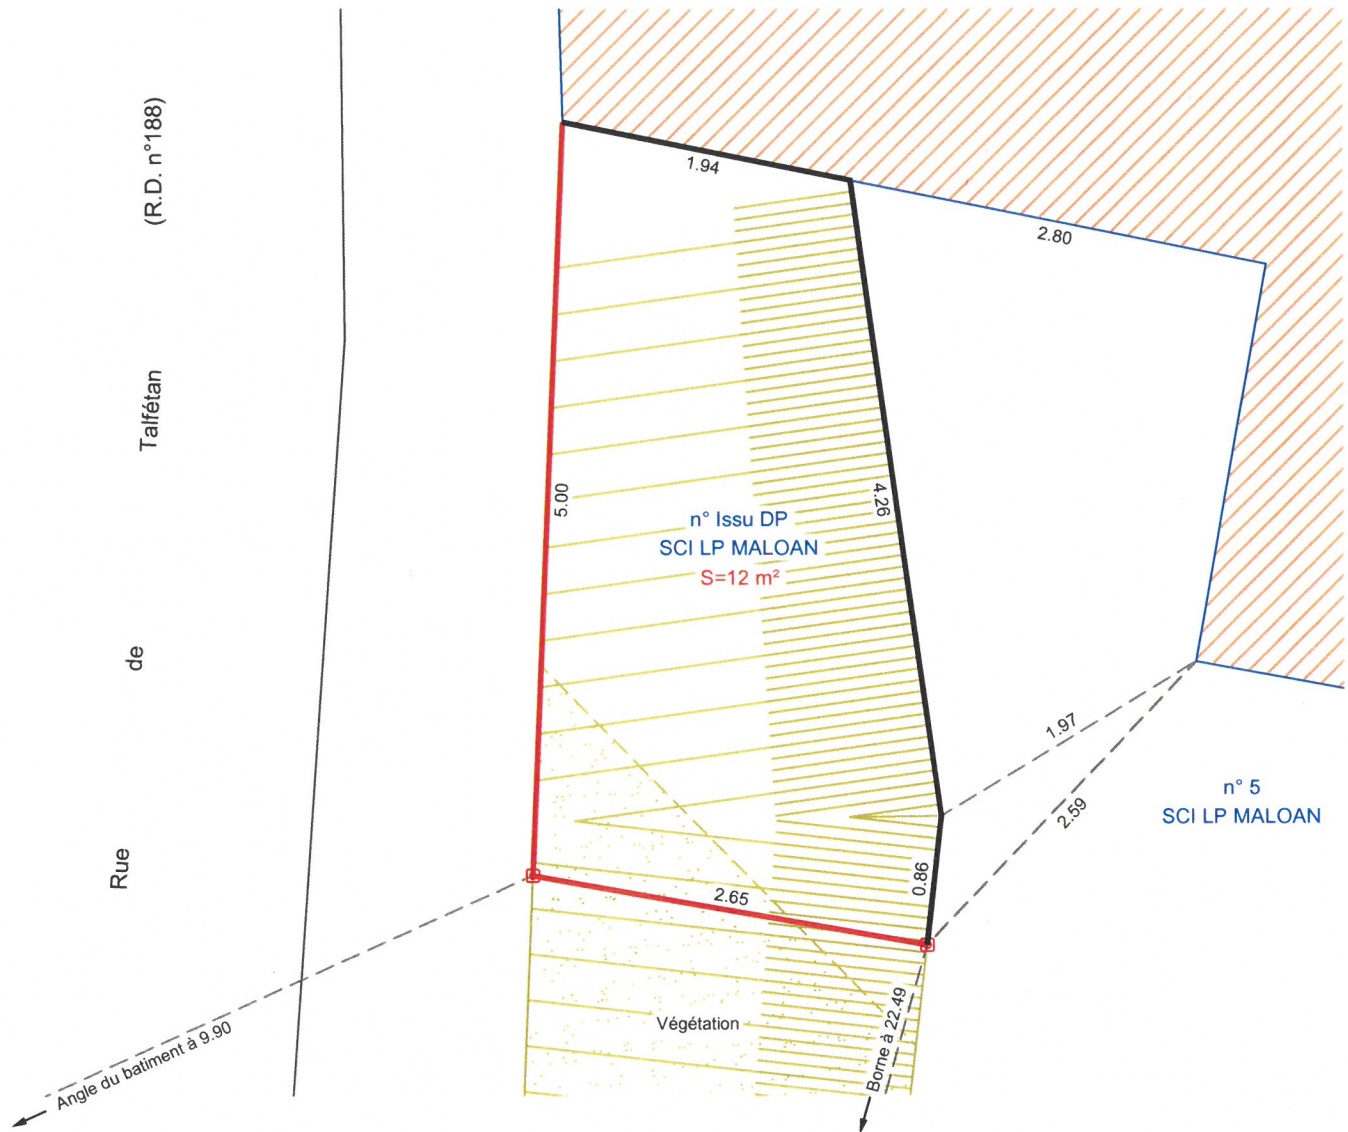 Rue de Talfétan (R.D. n°188)
1.94
2.80
5.00
4.26
n° Issu DP
SCI LP MALOAN
S=12 m²
1.97
2.59
n° 5
SCI LP MALOAN
0.86
2.65
Végétation
Borne à 22.49
Angle du batiment à 9.90